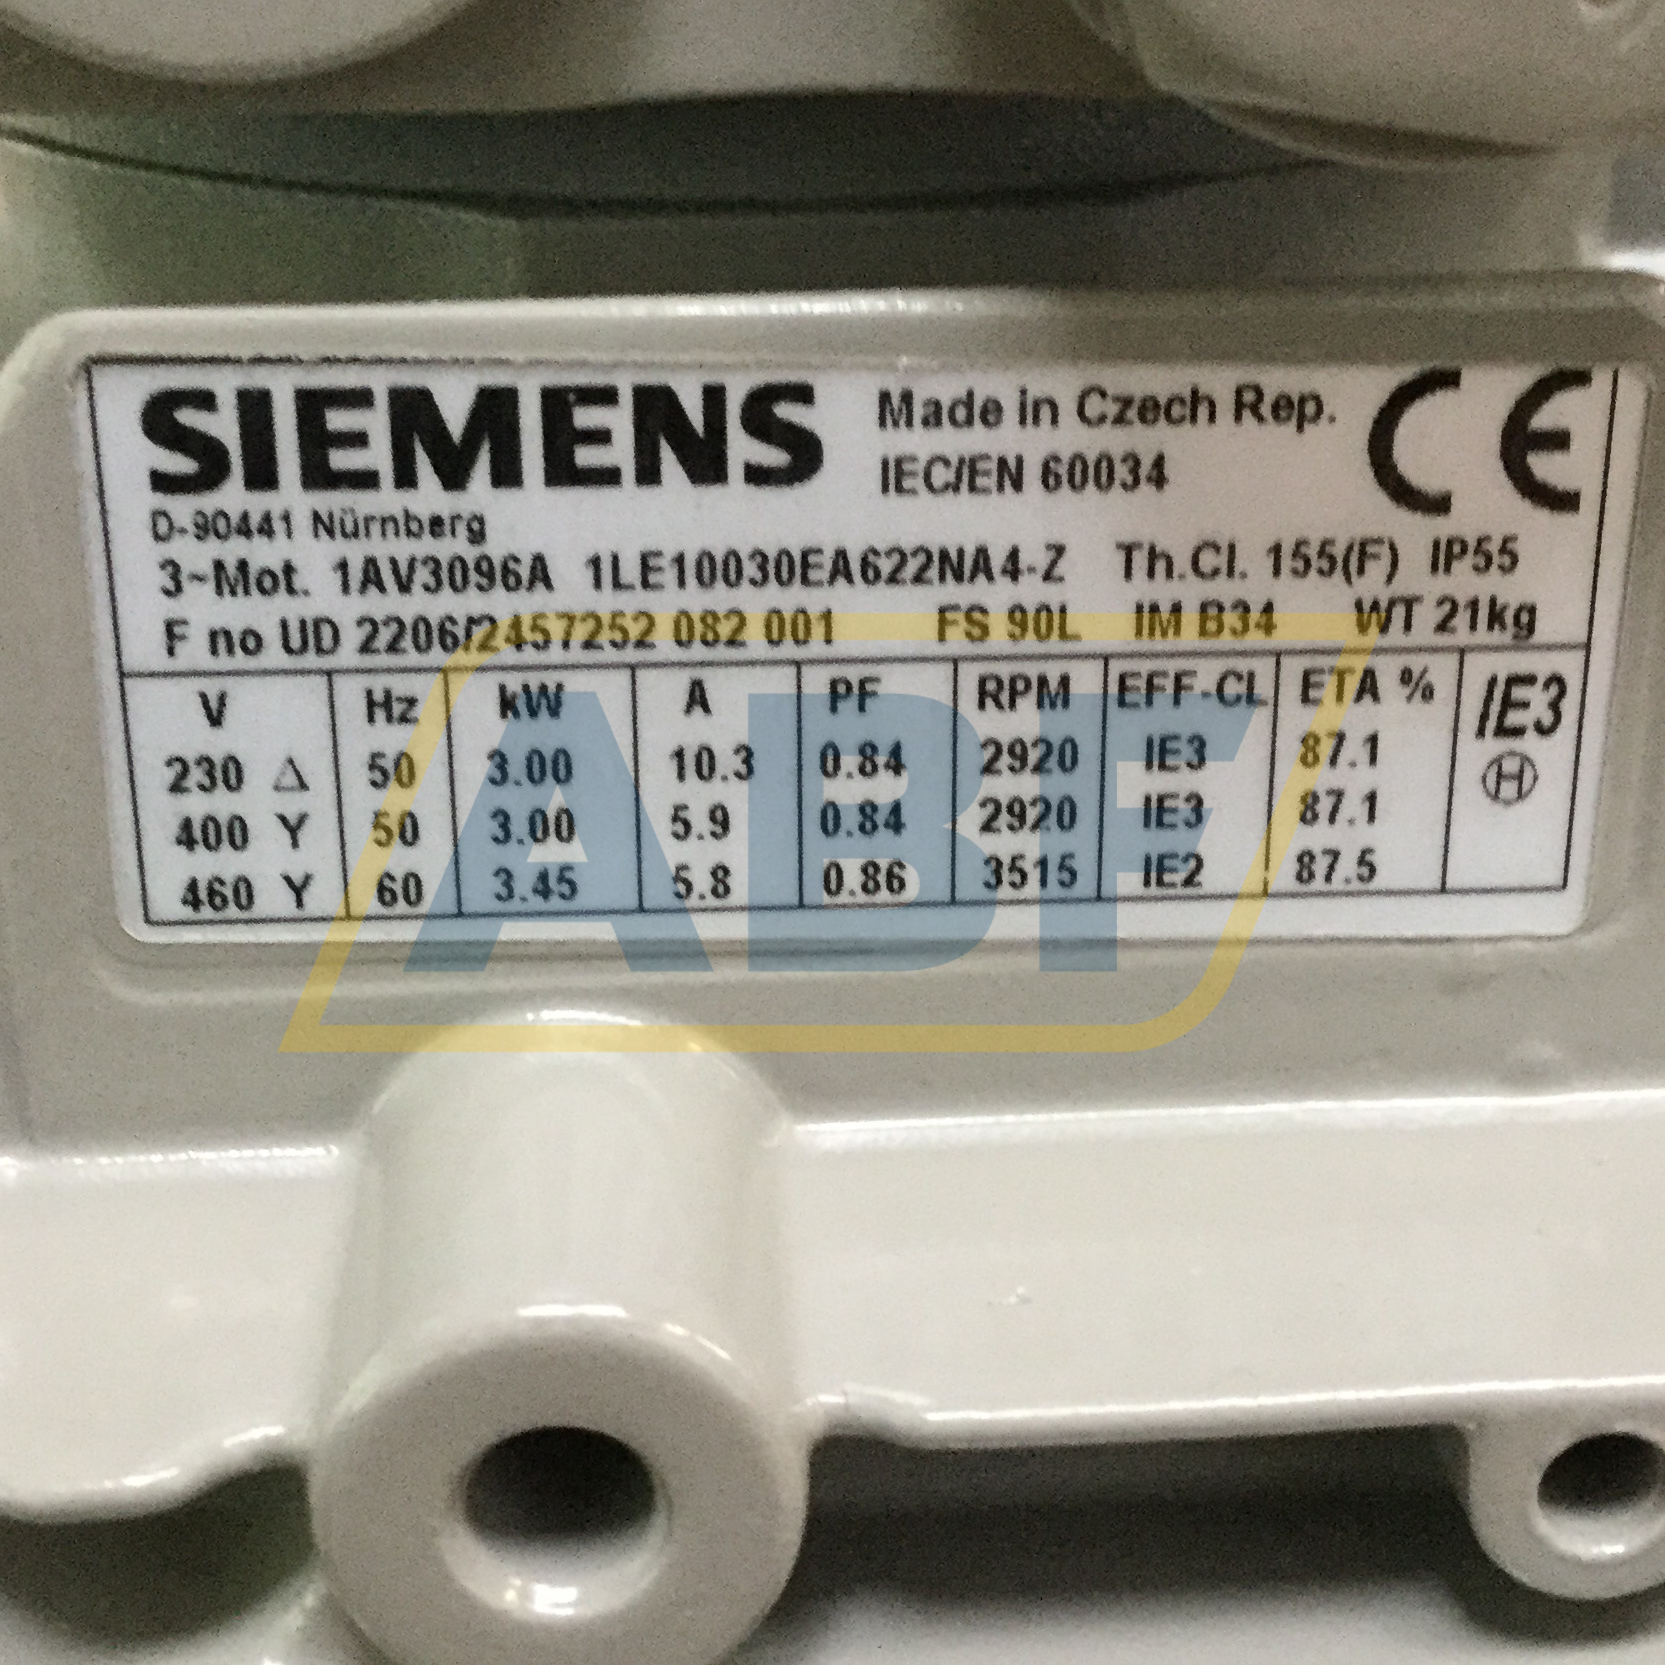 SIEMENS Made in Czech Rep. CE
IEC/EN 60034
D-90441 Nürnberg
3~Mot. 1AV3096A 1LE10030EA622NA4-Z Th.Cl. 155(F) IP55
F no UD 2206/2457252 082 001 FS 90L IM B34 WT 21kg
V Hz kW A PF RPM EFF-CL ETA % IE3
230 Δ 50 3.00 10.3 0.84 2920 IE3 87.1 H
400 Y 50 3.00 5.9 0.84 2920 IE3 87.1
460 Y 60 3.45 5.8 0.86 3515 IE2 87.5
ABF